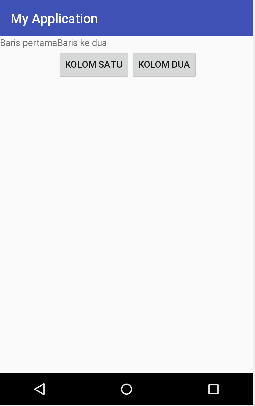 My Application
Baris pertamaBaris ke dua
KOLOM SATU KOLOM DUA